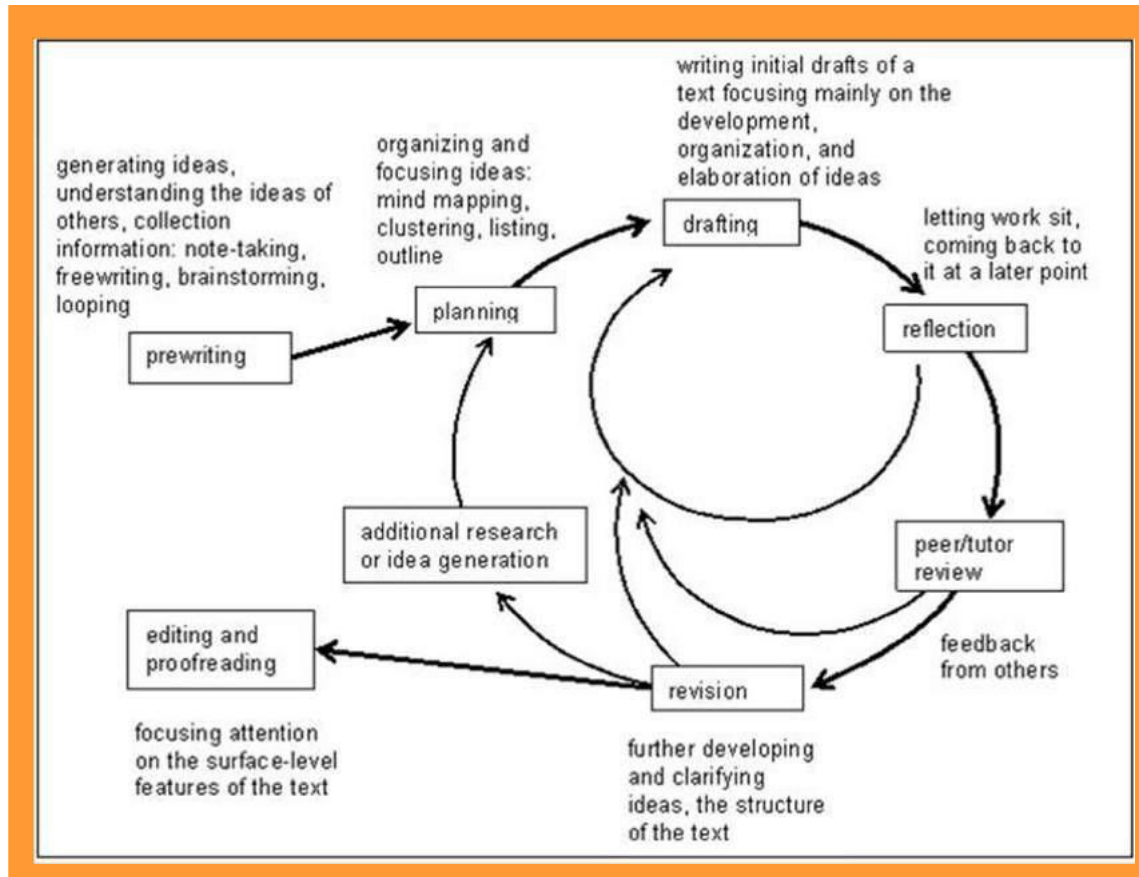 generating ideas,
understanding the ideas of
others, collection
information: note-taking,
freewriting, brainstorming,
looping
prewriting
organizing and
focusing ideas:
mind mapping,
clustering, listing,
outline
planning
writing initial drafts of a
text focusing mainly on the
development,
organization, and
elaboration of ideas
drafting
letting work sit,
coming back to
it at a later point
reflection
peer/tutor
review
feedback
from others
revision
further developing
and clarifying
ideas, the structure
of the text
additional research
or idea generation
editing and
proofreading
focusing attention
on the surface-level
features of the text